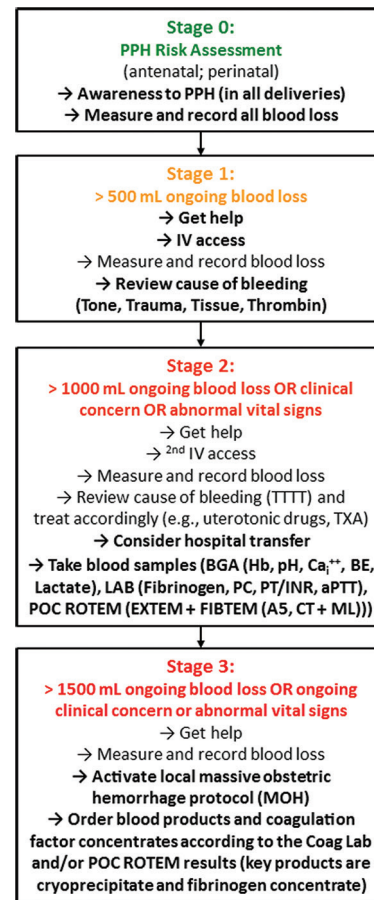 Stage 0:
PPH Risk Assessment
(antenatal; perinatal)
→ Awareness to PPH (in all deliveries)
→ Measure and record all blood loss
Stage 1:
> 500 mL ongoing blood loss
→ Get help
→ IV access
→ Measure and record blood loss
→ Review cause of bleeding
(Tone, Trauma, Tissue, Thrombin)
Stage 2:
> 1000 mL ongoing blood loss OR clinical
concern OR abnormal vital signs
→ Get help
→ 2nd IV access
→ Measure and record blood loss
→ Review cause of bleeding (TTTT) and
treat accordingly (e.g., uterotonic drugs, TXA)
→ Consider hospital transfer
→ Take blood samples (BGA (Hb, pH, Cai++, BE,
Lactate), LAB (Fibrinogen, PC, PT/INR, aPTT),
POC ROTEM (EXTEM + FIBTEM (A5, CT + ML)))
Stage 3:
> 1500 mL ongoing blood loss OR ongoing
clinical concern or abnormal vital signs
→ Get help
→ Measure and record blood loss
→ Activate local massive obstetric
hemorrhage protocol (MOH)
→ Order blood products and coagulation
factor concentrates according to the Coag Lab
and/or POC ROTEM results (key products are
cryoprecipitate and fibrinogen concentrate)